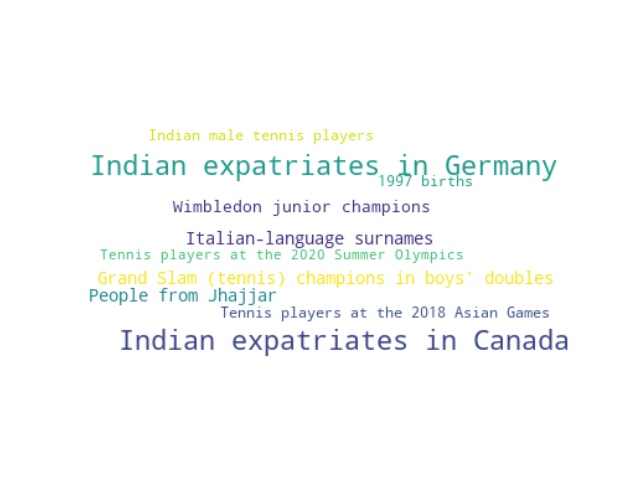 Indian male tennis players
Indian expatriates in Germany
1997 births
Wimbledon junior champions
Italian-language surnames
Tennis players at the 2020 Summer Olympics
Grand Slam (tennis) champions in boys' doubles
People from Jhajjar
Tennis players at the 2018 Asian Games
Indian expatriates in Canada